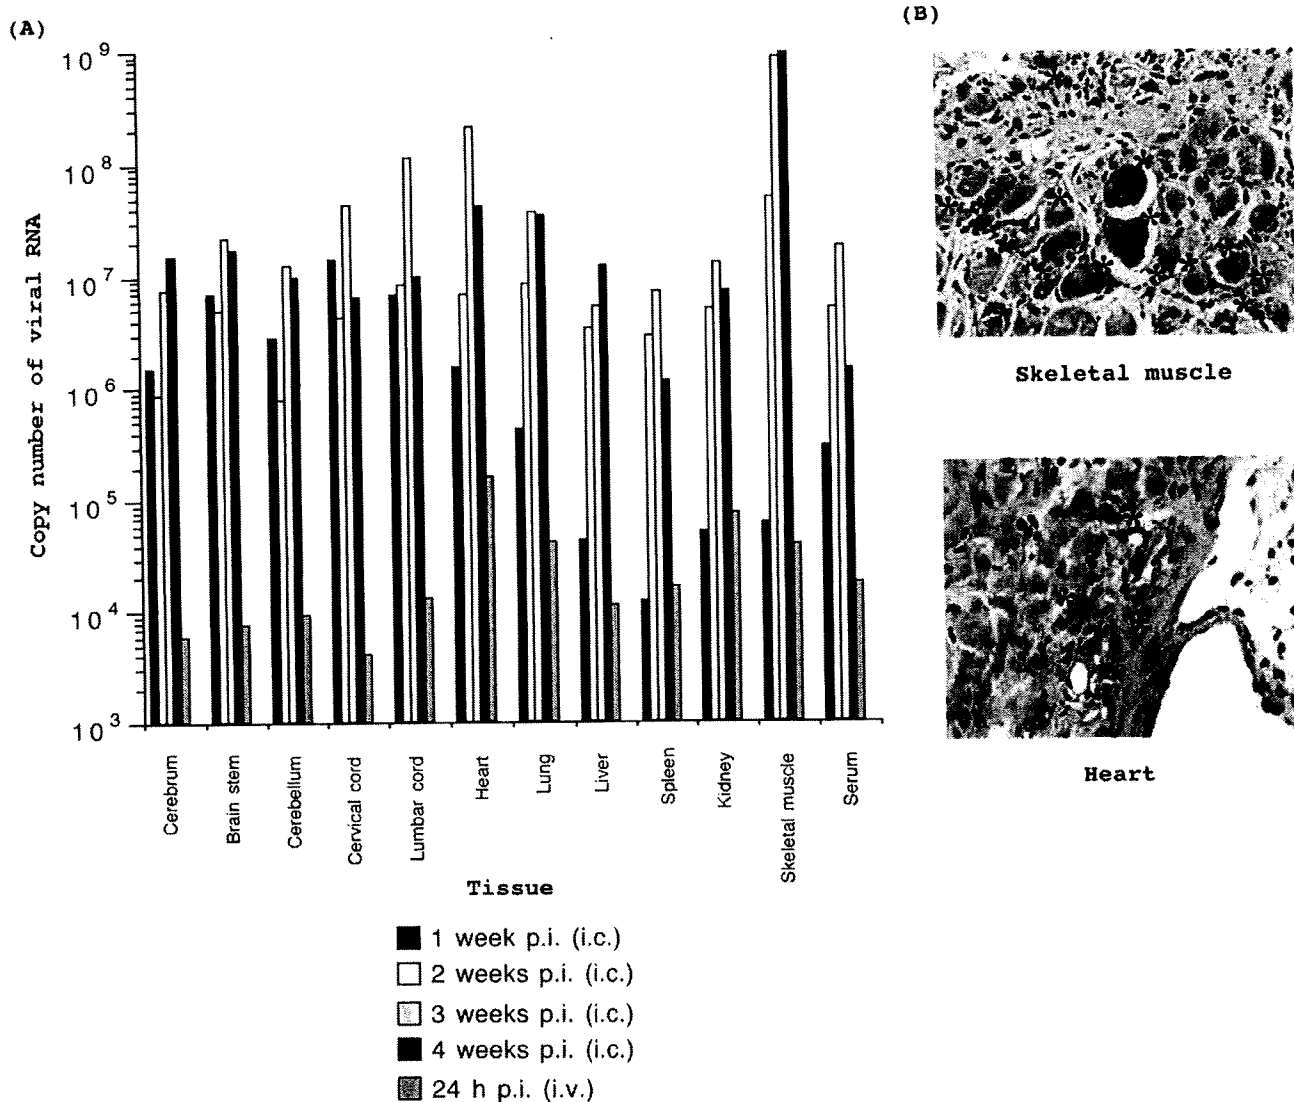 (A)
(B)
Copy number of viral RNA
10^9
10^8
10^7
10^6
10^5
10^4
10^3
Cerebrum
Brain stem
Cerebellum
Cervical cord
Lumbar cord
Heart
Lung
Liver
Spleen
Kidney
Skeletal muscle
Serum
Tissue
1 week p.i. (i.c.)
2 weeks p.i. (i.c.)
3 weeks p.i. (i.c.)
4 weeks p.i. (i.c.)
24 h p.i. (i.v.)
Skeletal muscle
Heart